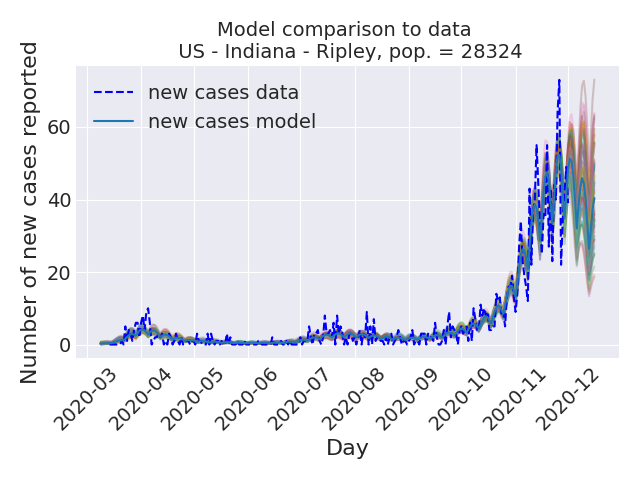 Model comparison to data
US - Indiana - Ripley, pop. = 28324
Number of new cases reported
new cases data
new cases model
60
40
20
0
2020-03
2020-04
2020-05
2020-06
2020-07
2020-08
2020-09
2020-10
2020-11
2020-12
Day